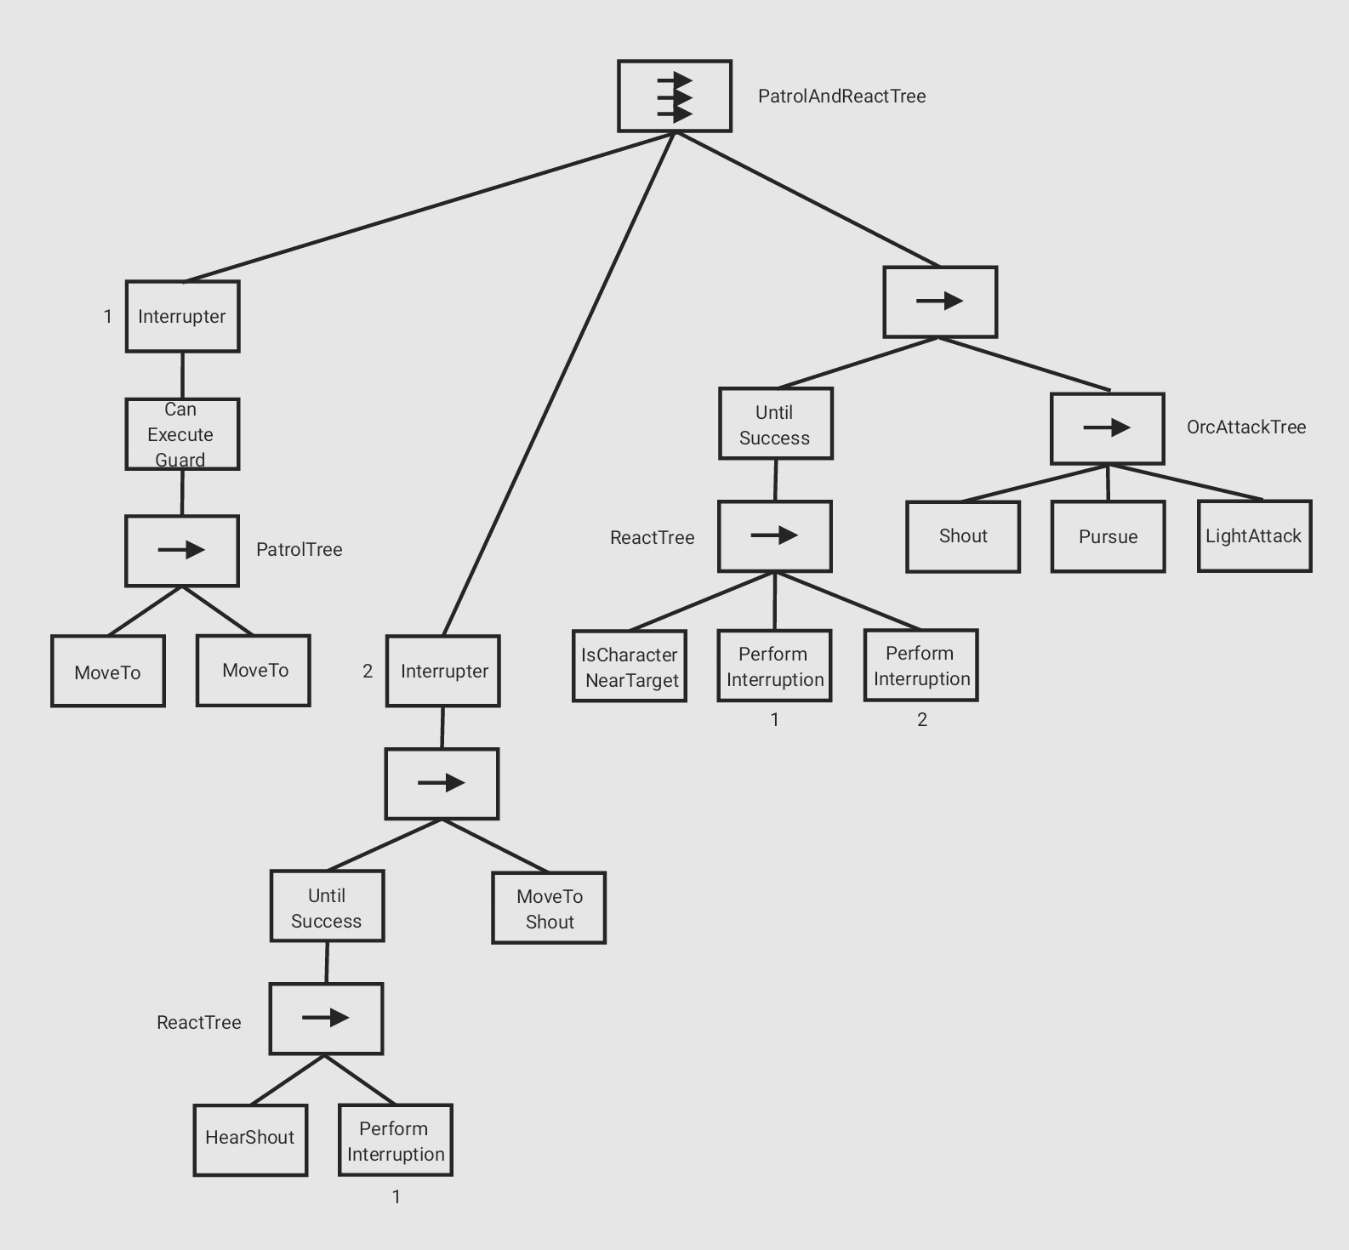 PatrolAndReactTree
1
Interrupter
Can
Execute
Guard
PatrolTree
MoveTo
MoveTo
2
Interrupter
Until
Success
MoveTo
Shout
ReactTree
HearShout
Perform
Interruption
1
Until
Success
ReactTree
IsCharacter
NearTarget
Perform
Interruption
1
Perform
Interruption
2
OrcAttackTree
Shout
Pursue
LightAttack